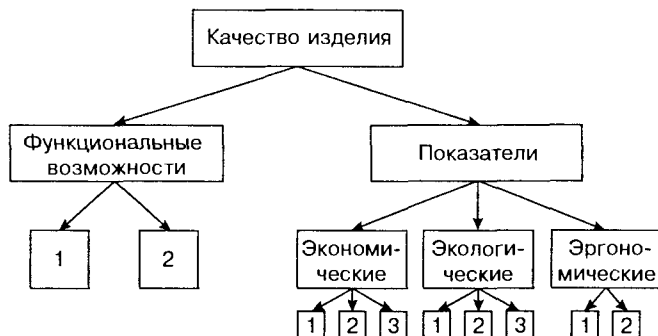 Качество изделия
Функциональные
возможности
Показатели
1 2
Экономи-
ческие
Экологи-
ческие
Эргоно-
мические
1 2 3 1 2 3 1 2